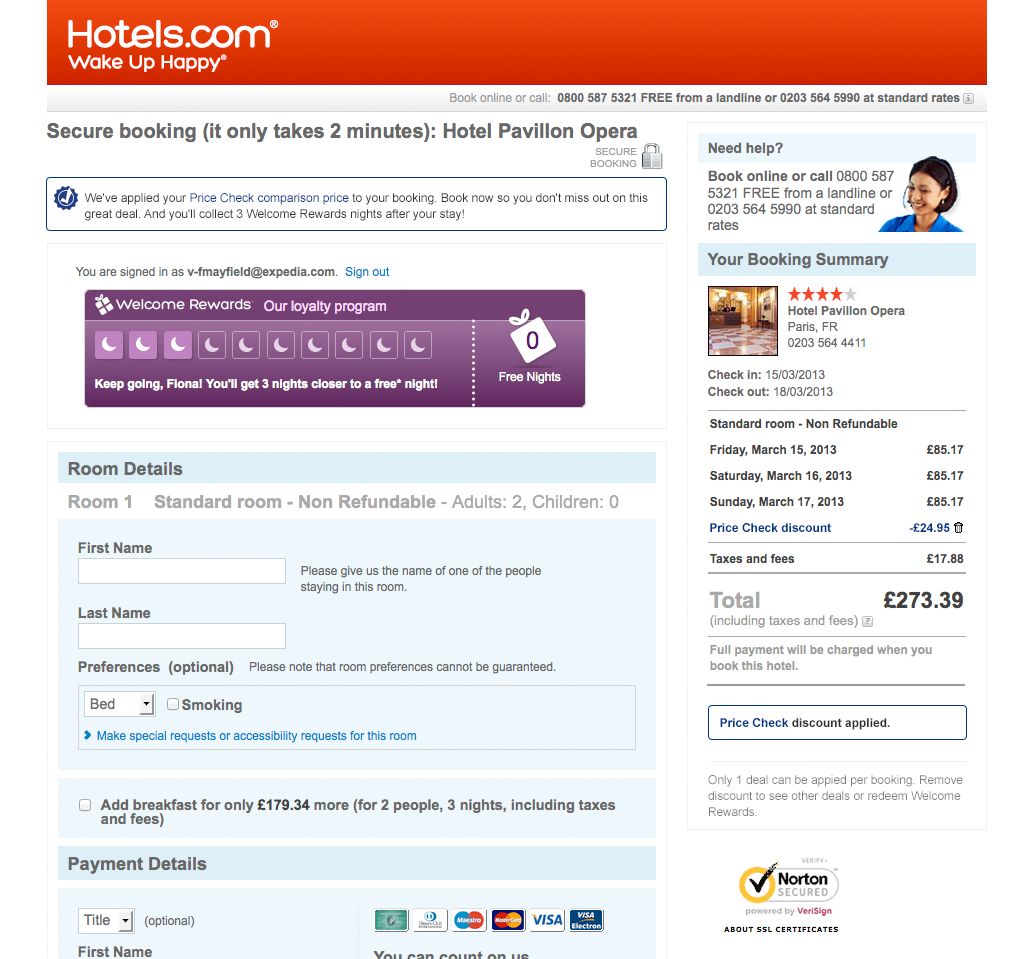 Hotels.com®
Wake Up Happy®
Book online or call: 0800 587 5321 FREE from a landline or 0203 564 5990 at standard rates
Secure booking (it only takes 2 minutes): Hotel Pavillon Opera
SECURE
BOOKING
We've applied your Price Check comparison price to your booking. Book now so you don't miss out on this
great deal. And you'll collect 3 Welcome Rewards nights after your stay!
You are signed in as v-fmayfield@expedia.com. Sign out
Welcome Rewards™ Our loyalty program
Keep going, Fiona! You'll get 3 nights closer to a free* night!
0
Free Nights
Room Details
Room 1 Standard room - Non Refundable - Adults: 2, Children: 0
First Name
Please give us the name of one of the people
staying in this room.
Last Name
Preferences (optional) Please note that room preferences cannot be guaranteed.
Bed Smoking
Make special requests or accessibility requests for this room
Add breakfast for only £179.34 more (for 2 people, 3 nights, including taxes
and fees)
Payment Details
Title (optional)
First Name
Diners Club
INTERNATIONAL
Maestro
MasterCard
VISA
VISA
Electron
You can count on us
Need help?
Book online or call 0800 587
5321 FREE from a landline or
0203 564 5990 at standard
rates
Your Booking Summary
Hotel Pavillon Opera
Paris, FR
0203 564 4411
Check in: 15/03/2013
Check out: 18/03/2013
Standard room - Non Refundable
Friday, March 15, 2013 £85.17
Saturday, March 16, 2013 £85.17
Sunday, March 17, 2013 £85.17
Price Check discount -£24.95
Taxes and fees £17.88
Total £273.39
(including taxes and fees) ?
Full payment will be charged when you
book this hotel.
Price Check discount applied.
Only 1 deal can be appied per booking. Remove
discount to see other deals or redeem Welcome
Rewards.
VERIFY›
Norton™
SECURED
powered by VeriSign
ABOUT SSL CERTIFICATES